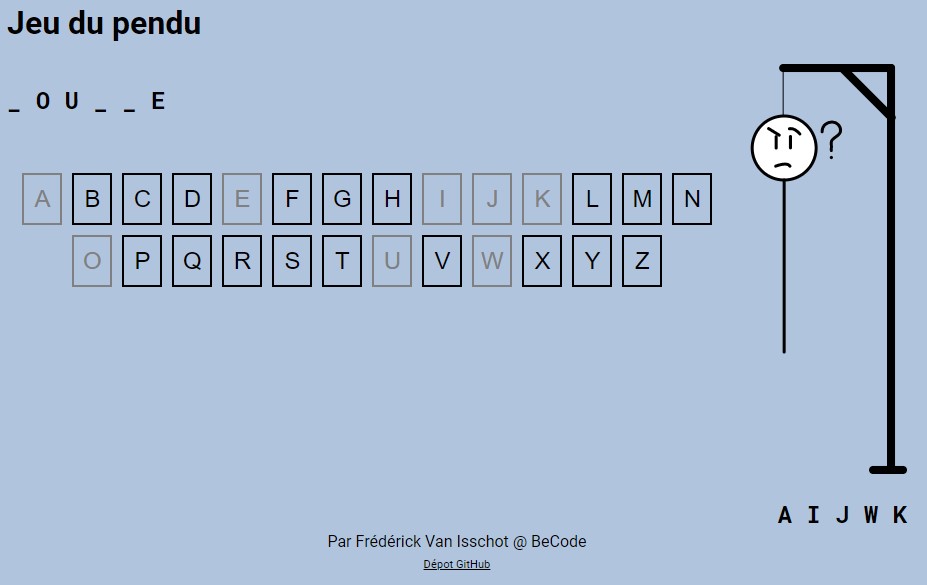 Jeu du pendu
_ O U _ _ E
?
A B C D E F G H I J K L M N
O P Q R S T U V W X Y Z
A I J W K
Par Frédérick Van Isschot @ BeCode
Dépot GitHub